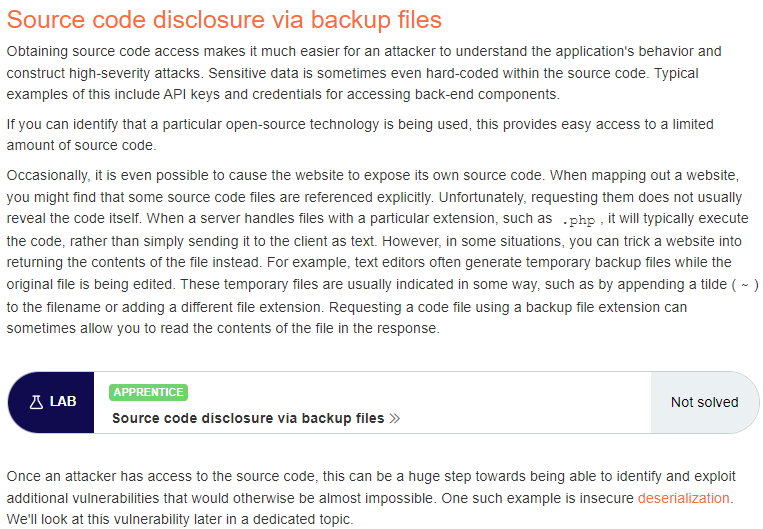 Source code disclosure via backup files
Obtaining source code access makes it much easier for an attacker to understand the application's behavior and
construct high-severity attacks. Sensitive data is sometimes even hard-coded within the source code. Typical
examples of this include API keys and credentials for accessing back-end components.
If you can identify that a particular open-source technology is being used, this provides easy access to a limited
amount of source code.
Occasionally, it is even possible to cause the website to expose its own source code. When mapping out a website,
you might find that some source code files are referenced explicitly. Unfortunately, requesting them does not usually
reveal the code itself. When a server handles files with a particular extension, such as .php, it will typically execute
the code, rather than simply sending it to the client as text. However, in some situations, you can trick a website into
returning the contents of the file instead. For example, text editors often generate temporary backup files while the
original file is being edited. These temporary files are usually indicated in some way, such as by appending a tilde ( ~ )
to the filename or adding a different file extension. Requesting a code file using a backup file extension can
sometimes allow you to read the contents of the file in the response.
LAB
APPRENTICE
Source code disclosure via backup files
Not solved
Once an attacker has access to the source code, this can be a huge step towards being able to identify and exploit
additional vulnerabilities that would otherwise be almost impossible. One such example is insecure deserialization.
We'll look at this vulnerability later in a dedicated topic.